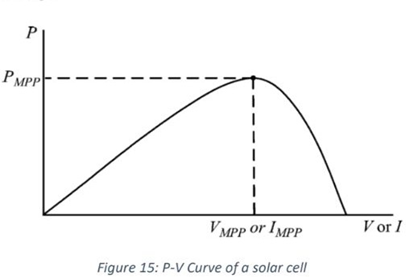 P
P_MPP
V_MPP or I_MPP
V or I
Figure 15: P-V Curve of a solar cell